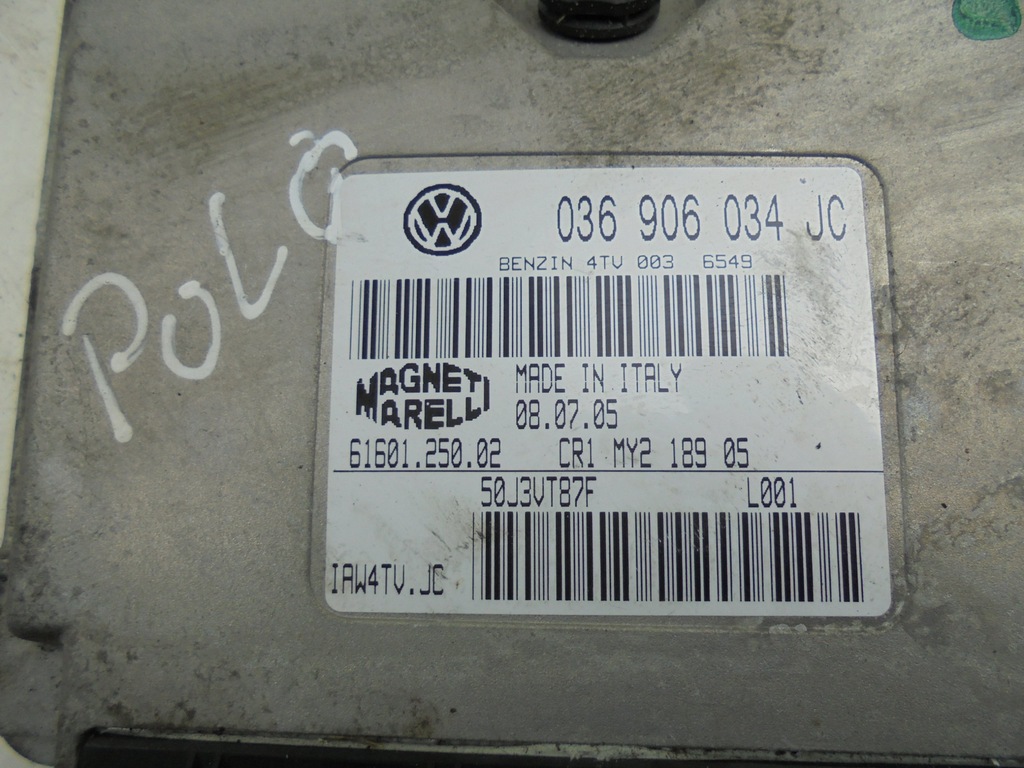 POLO
036 906 034 JC
BENZIN 4TV 003 6549
MAGNETI MARELLI
MADE IN ITALY
08.07.05
61601.250.02 CR1 MY2 189 05
50J3VT87F L001
IAW4TV.JC